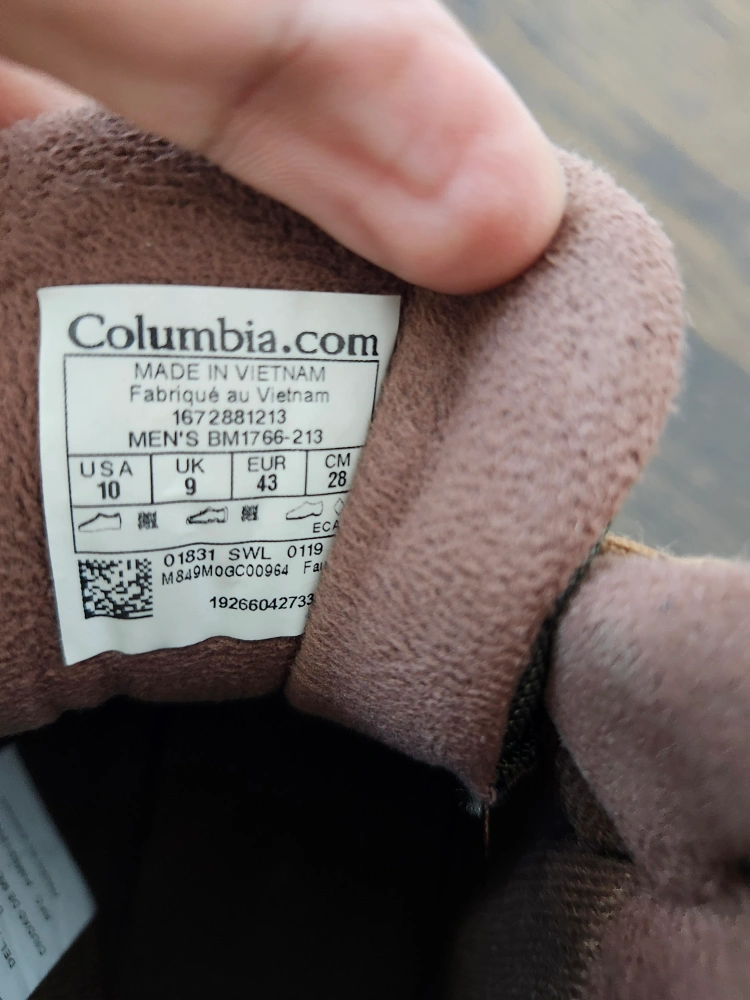 Columbia.com
MADE IN VIETNAM
Fabriqué au Vietnam
1672881213
MEN'S BM1766-213
USA UK EUR CM
10 9 43 28
ECA
01831 SWL 0119
M849M0GC00964
19266042733